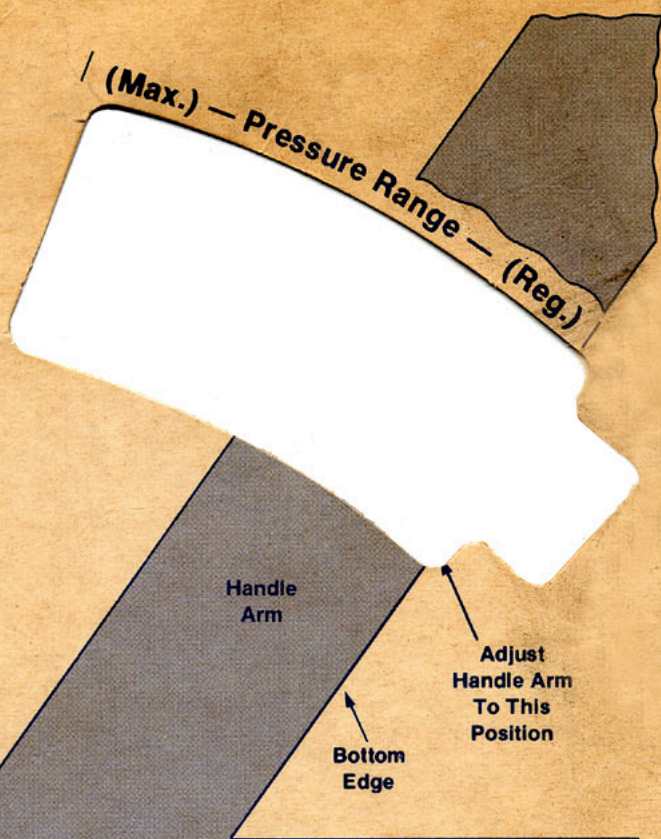 (Max.) — Pressure Range — (Reg.)
Handle
Arm
Adjust
Handle Arm
To This
Position
Bottom
Edge